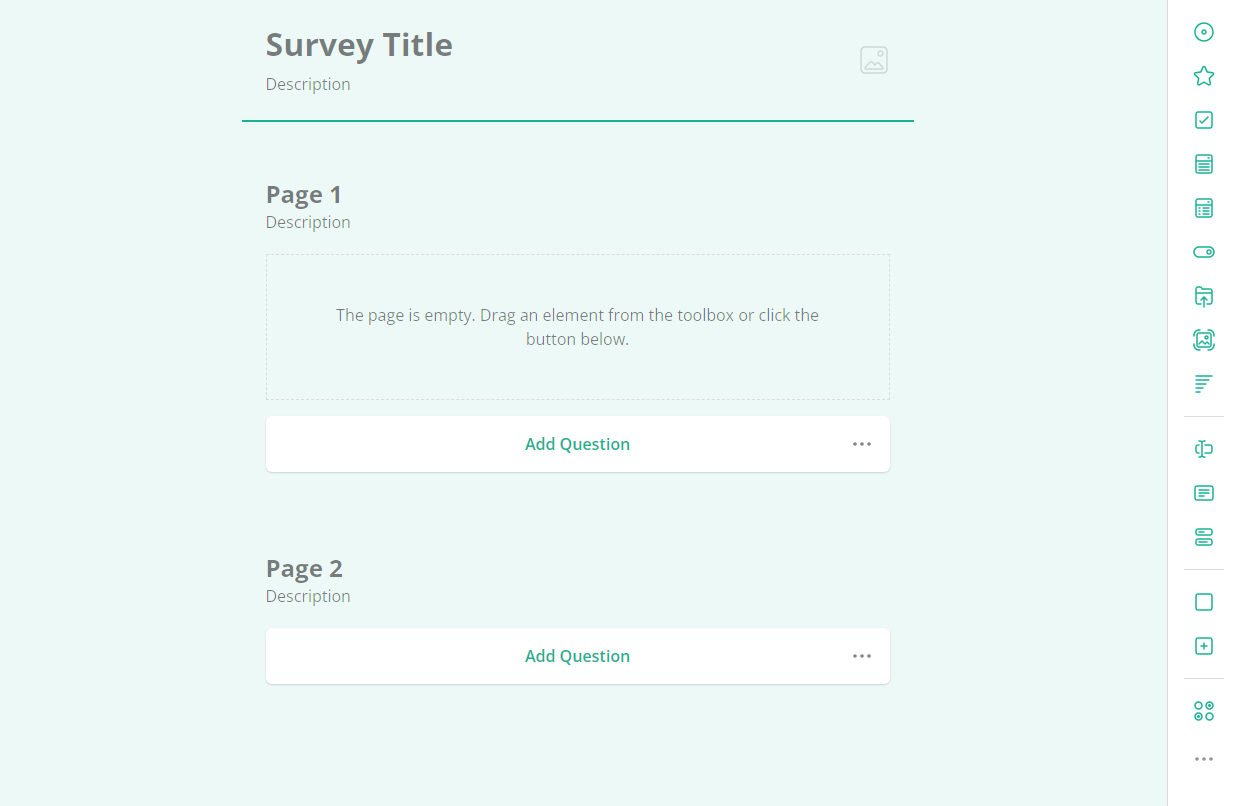 Survey Title
Description
Page 1
Description
The page is empty. Drag an element from the toolbox or click the
button below.
Add Question
Page 2
Description
Add Question